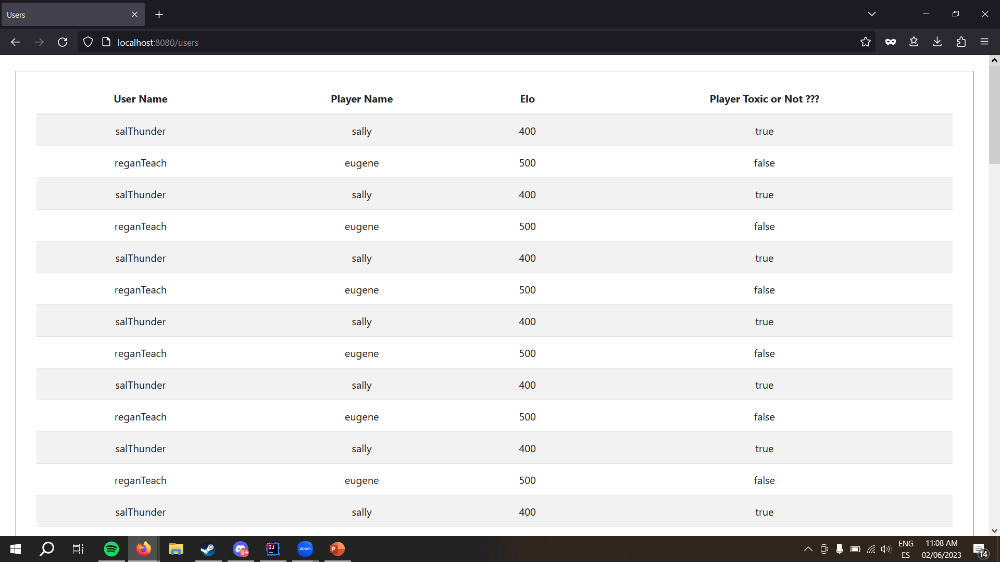 Users
localhost:8080/users
User Name Player Name Elo Player Toxic or Not ???
salThunder sally 400 true
reganTeach eugene 500 false
salThunder sally 400 true
reganTeach eugene 500 false
salThunder sally 400 true
reganTeach eugene 500 false
salThunder sally 400 true
reganTeach eugene 500 false
salThunder sally 400 true
reganTeach eugene 500 false
salThunder sally 400 true
reganTeach eugene 500 false
salThunder sally 400 true
9+
IJ
zoom
P
ENG
ES
11:08 AM
02/06/2023
14